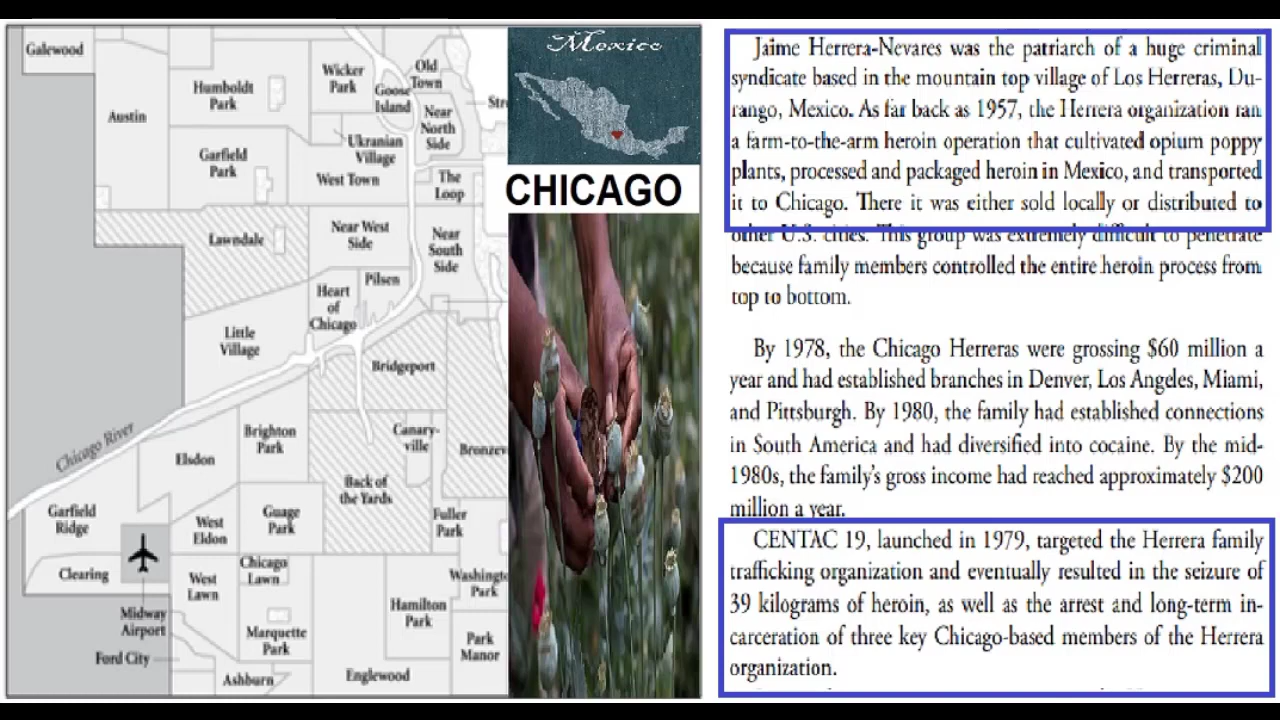 Galewood
Austin
Humboldt
Park
Wicker
Park
Goose
Island
Old
Town
Near
North
Side
Garfield
Park
Ukranian
Village
West Town
The
Loop
Lawndale
Near West
Side
Near
South
Side
Pilsen
Heart
of
Chicago
Little
Village
Bridgeport
Chicago River
Brighton
Park
Canary-
ville
Elsdon
Back of
the Yards
Garfield
Ridge
West
Eldon
Guage
Park
Fuller
Park
Clearing
West
Lawn
Chicago
Lawn
Midway
Airport
Hamilton
Park
Marquette
Park
Park
Manor
Ford City
Ashburn
Englewood
Mexico
CHICAGO
Jaime Herrera-Nevares was the patriarch of a huge criminal
syndicate based in the mountain top village of Los Herreras, Du-
rango, Mexico. As far back as 1957, the Herrera organization ran
a farm-to-the-arm heroin operation that cultivated opium poppy
plants, processed and packaged heroin in Mexico, and transported
it to Chicago. There it was either sold locally or distributed to
other U.S. cities. This group was extremely difficult to penetrate
because family members controlled the entire heroin process from
top to bottom.
By 1978, the Chicago Herreras were grossing $60 million a
year and had established branches in Denver, Los Angeles, Miami,
and Pittsburgh. By 1980, the family had established connections
in South America and had diversified into cocaine. By the mid-
1980s, the family's gross income had reached approximately $200
million a year.
CENTAC 19, launched in 1979, targeted the Herrera family
trafficking organization and eventually resulted in the seizure of
39 kilograms of heroin, as well as the arrest and long-term in-
carceration of three key Chicago-based members of the Herrera
organization.